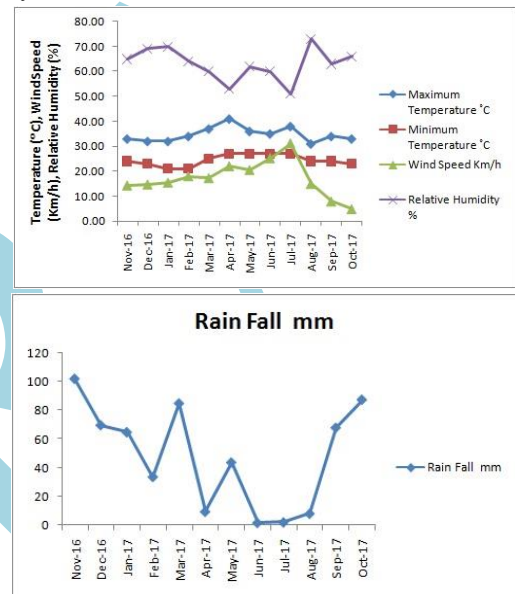 Temperature (°C), WindSpeed
(Km/h), Relative Humidity (%)
80.00
70.00
60.00
50.00
40.00
30.00
20.00
10.00
0.00
Nov-16
Dec-16
Jan-17
Feb-17
Mar-17
Apr-17
May-17
Jun-17
Jul-17
Aug-17
Sep-17
Oct-17
Maximum
Temperature ˚C
Minimum
Temperature ˚C
Wind Speed Km/h
Relative Humidity
%
Rain Fall mm
120
100
80
60
40
20
0
Nov-16
Dec-16
Jan-17
Feb-17
Mar-17
Apr-17
May-17
Jun-17
Jul-17
Aug-17
Sep-17
Oct-17
Rain Fall mm